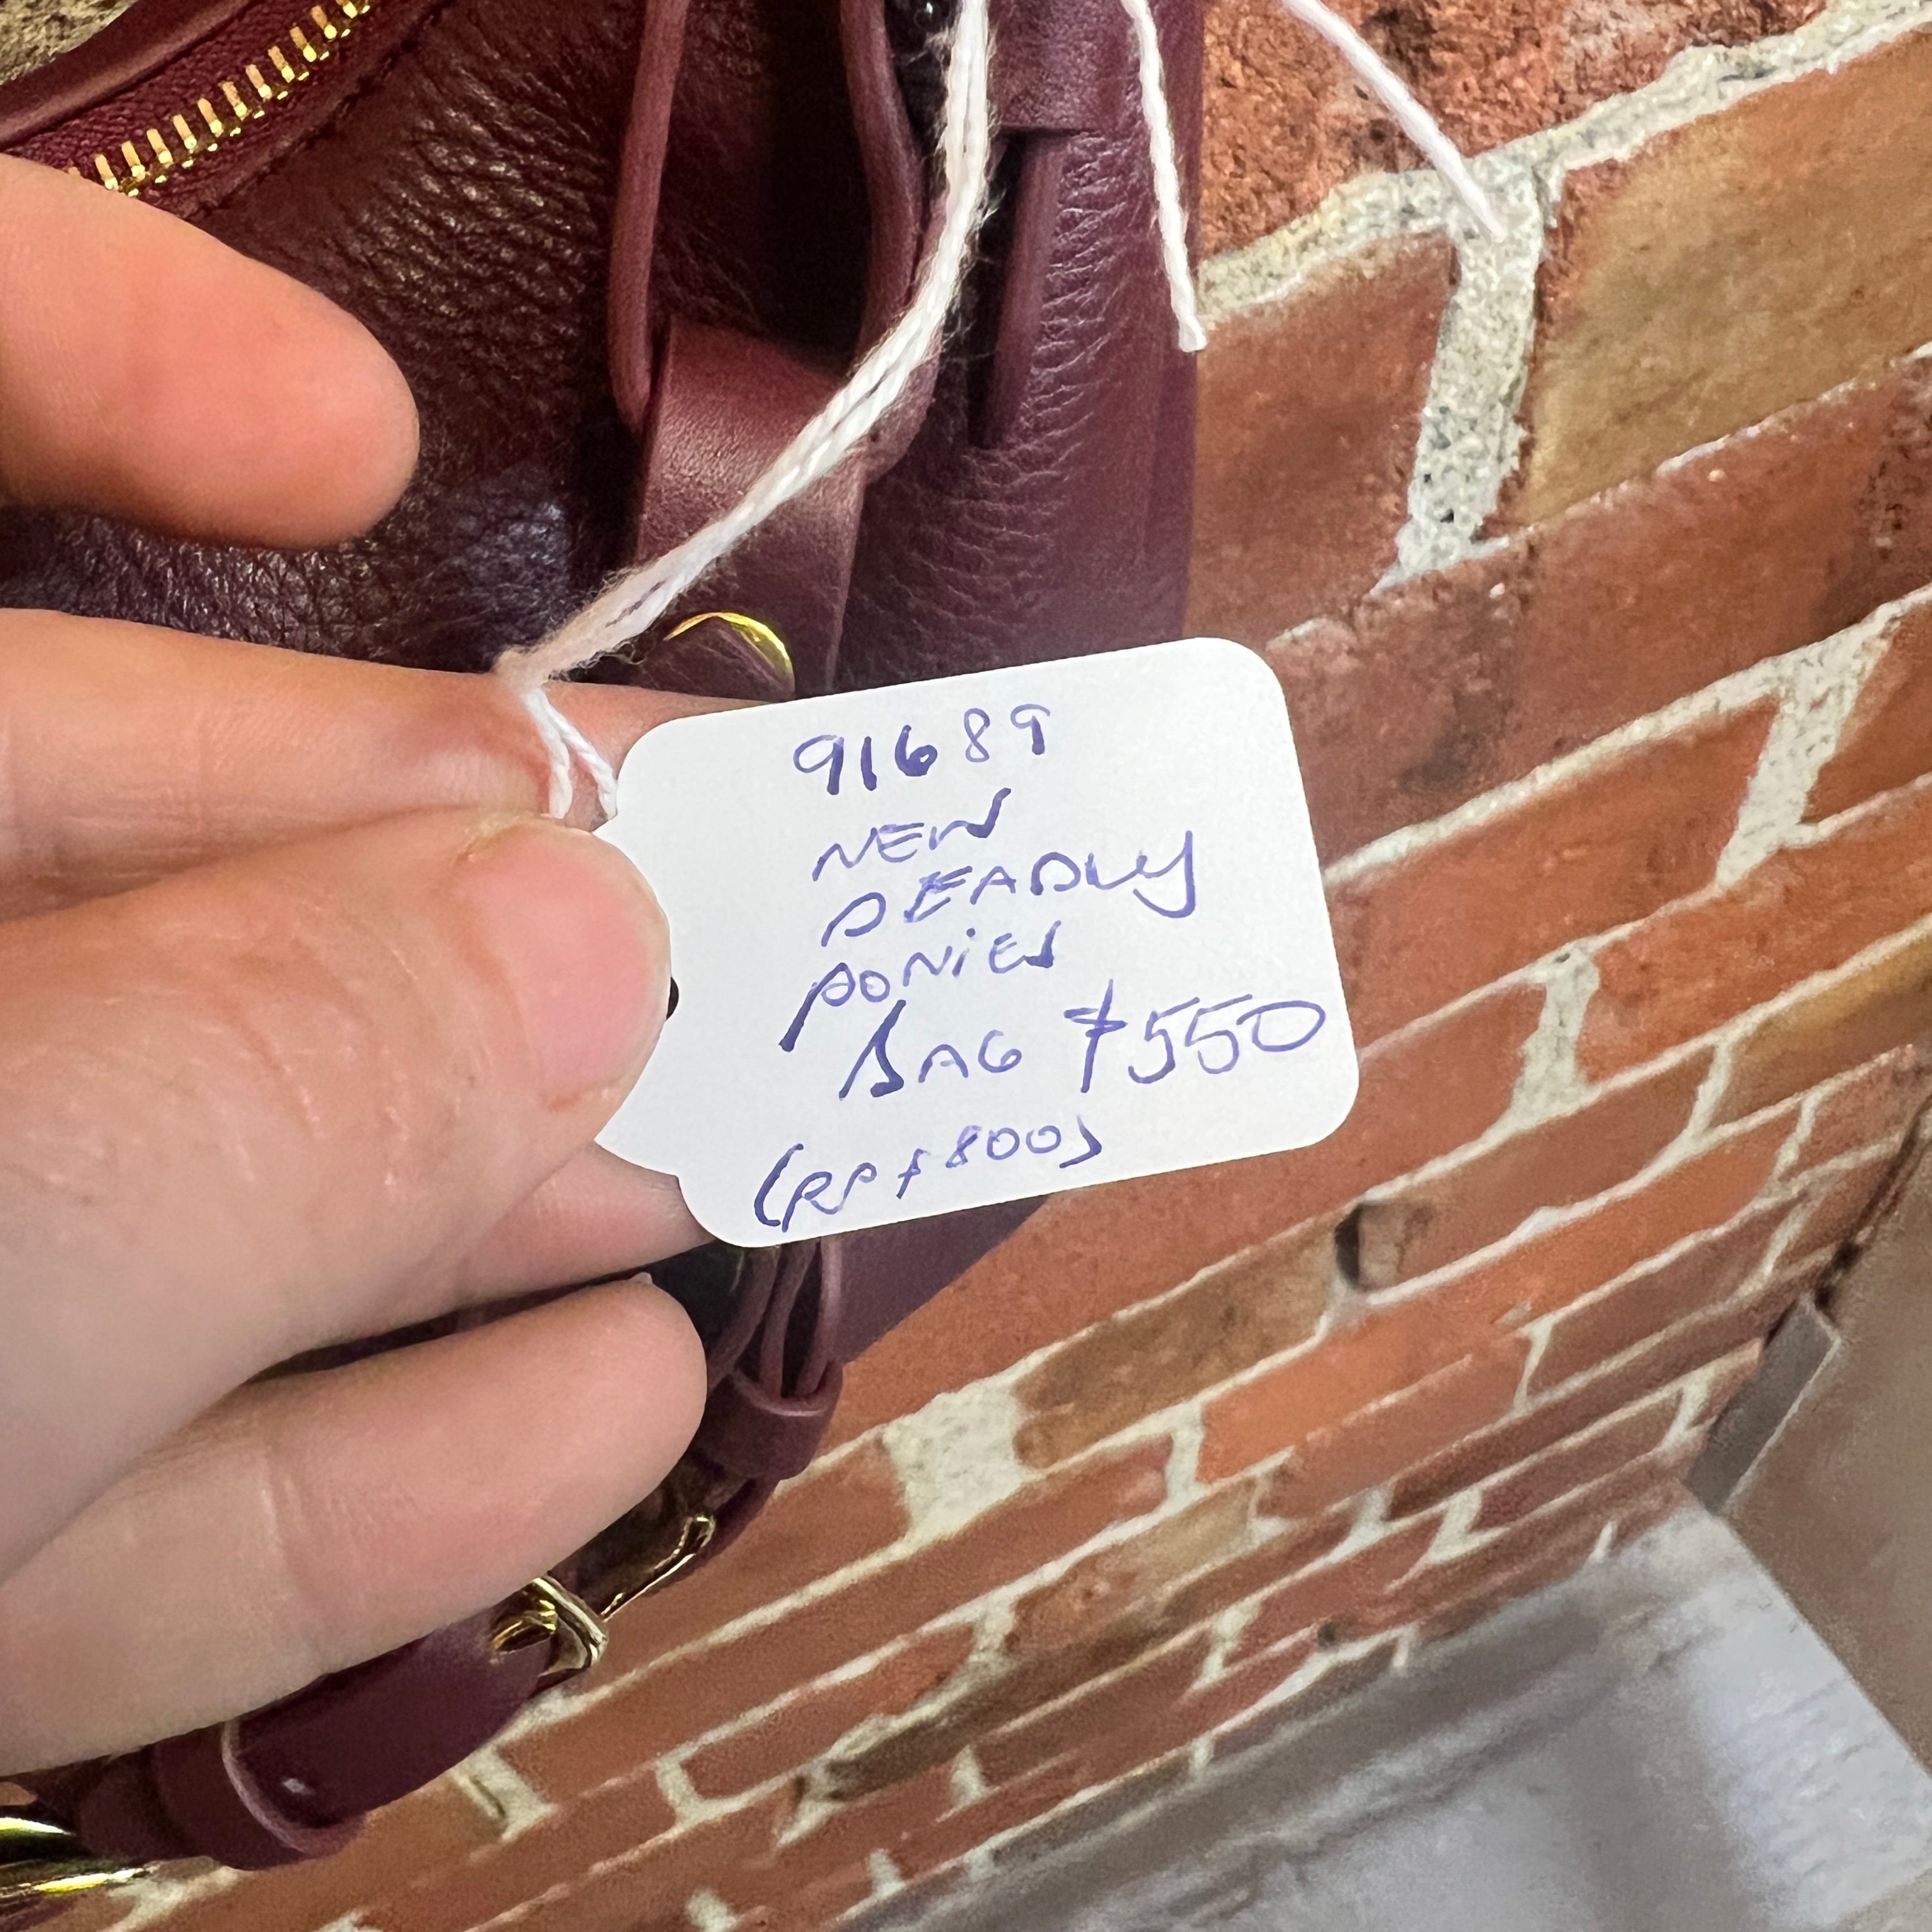 91689
NEW
DEADLY
PONIES
BAG $550
(RP $800)